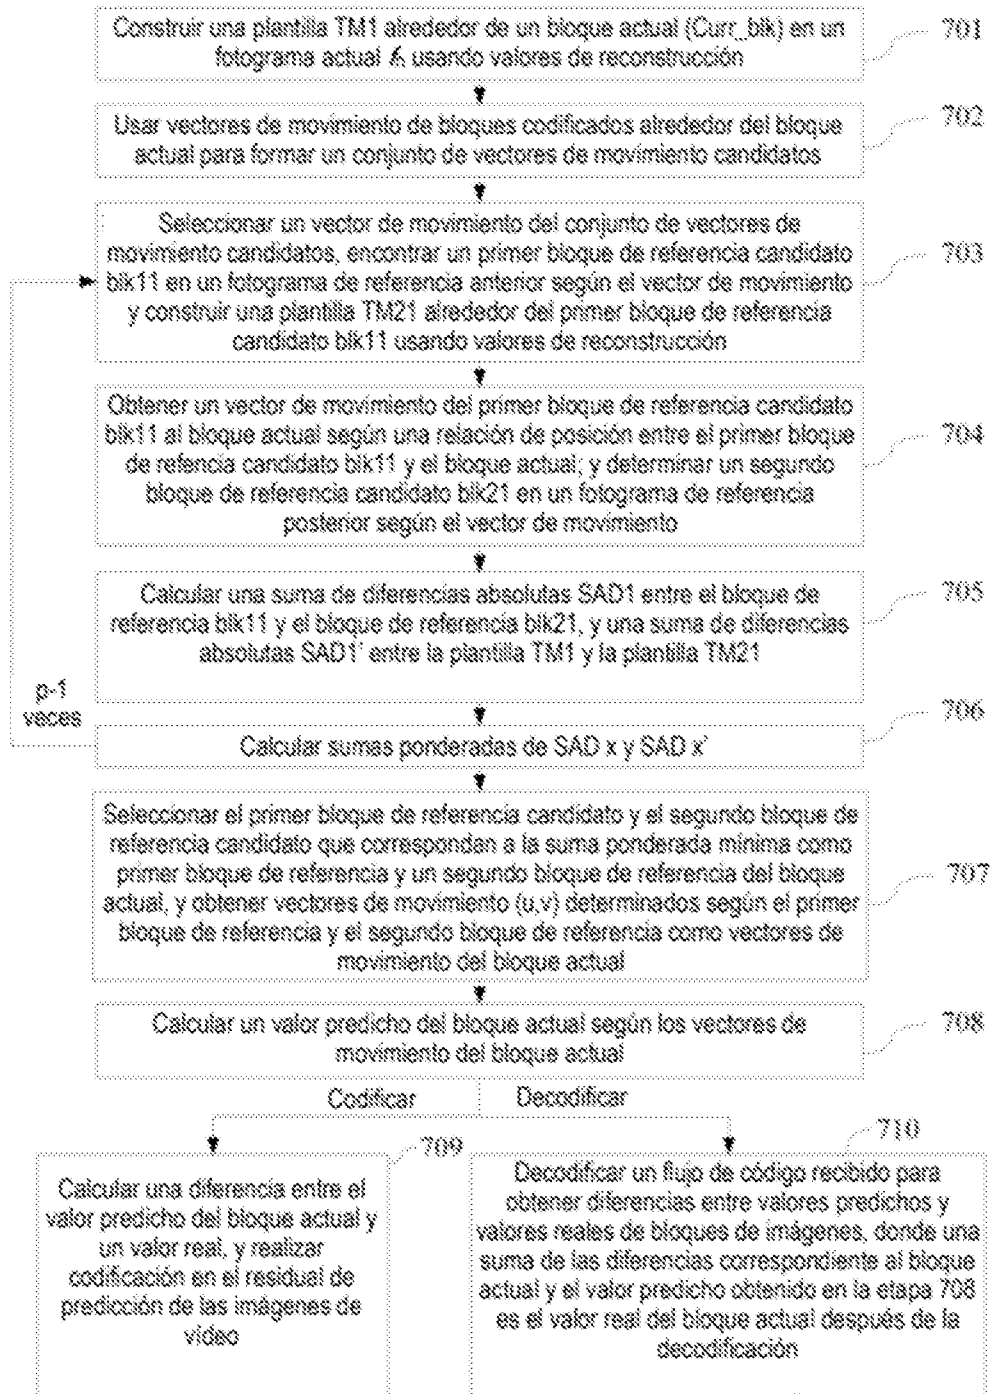 Construir una plantilla TM1 alrededor de un bloque actual (Curr_blk) en un
fotograma actual usando valores de reconstrucción
701
Usar vectores de movimiento de bloques codificados alrededor del bloque
actual para formar un conjunto de vectores de movimiento candidatos
702
Seleccionar un vector de movimiento del conjunto de vectores de
movimiento candidatos, encontrar un primer bloque de referencia candidato
blk11 en un fotograma de referencia anterior según el vector de movimiento
y construir una plantilla TM21 alrededor del primer bloque de referencia
candidato blk11 usando valores de reconstrucción
703
Obtener un vector de movimiento del primer bloque de referencia candidato
blk11 al bloque actual según una relación de posición entre el primer bloque
de refencia candidato blk11 y el bloque actual; y determinar un segundo
bloque de referencia candidato blk21 en un fotograma de referencia
posterior según el vector de movimiento
704
Calcular una suma de diferencias absolutas SAD1 entre el bloque de
referencia blk11 y el bloque de referencia blk21, y una suma de diferencias
absolutas SAD1' entre la plantilla TM1 y la plantilla TM21
705
p-1
veces
Calcular sumas ponderadas de SAD x y SAD x'
706
Seleccionar el primer bloque de referencia candidato y el segundo bloque de
referencia candidato que correspondan a la suma ponderada mínima como
primer bloque de referencia y un segundo bloque de referencia del bloque
actual, y obtener vectores de movimiento (u,v) determinados según el primer
bloque de referencia y el segundo bloque de referencia como vectores de
movimiento del bloque actual
707
Calcular un valor predicho del bloque actual según los vectores de
movimiento del bloque actual
708
Codificar
Decodificar
709
Calcular una diferencia entre el
valor predicho del bloque actual y
un valor real, y realizar
codificación en el residual de
predicción de las imágenes de
vídeo
710
Decodificar un flujo de código recibido para
obtener diferencias entre valores predichos y
valores reales de bloques de imágenes, donde una
suma de las diferencias correspondiente al bloque
actual y el valor predicho obtenido en la etapa 708
es el valor real del bloque actual después de la
decodificación